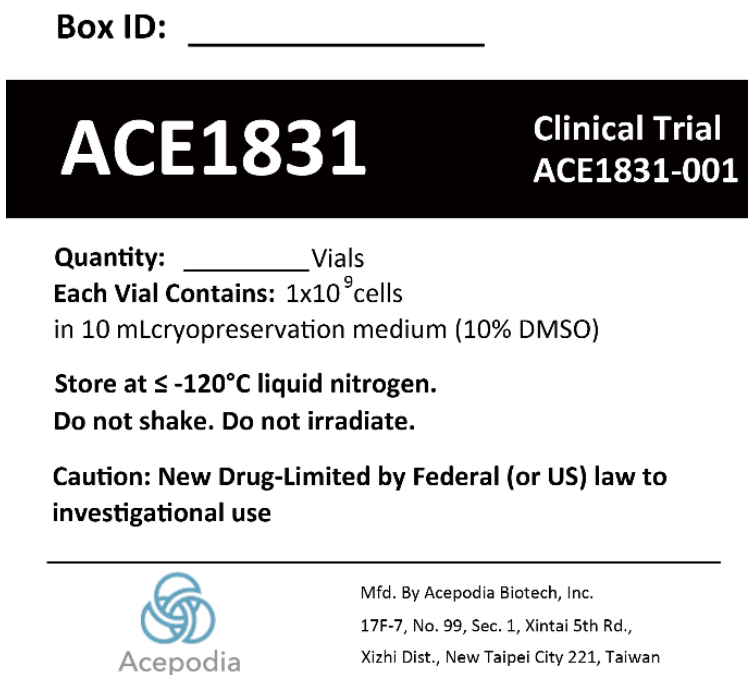 Box ID: ____________________
ACE1831
Clinical Trial
ACE1831-001
Quantity: _________Vials
Each Vial Contains: 1x10⁹cells
in 10 mLcryopreservation medium (10% DMSO)
Store at ≤ -120°C liquid nitrogen.
Do not shake. Do not irradiate.
Caution: New Drug-Limited by Federal (or US) law to
investigational use
Acepodia
Mfd. By Acepodia Biotech, Inc.
17F-7, No. 99, Sec. 1, Xintai 5th Rd.,
Xizhi Dist., New Taipei City 221, Taiwan